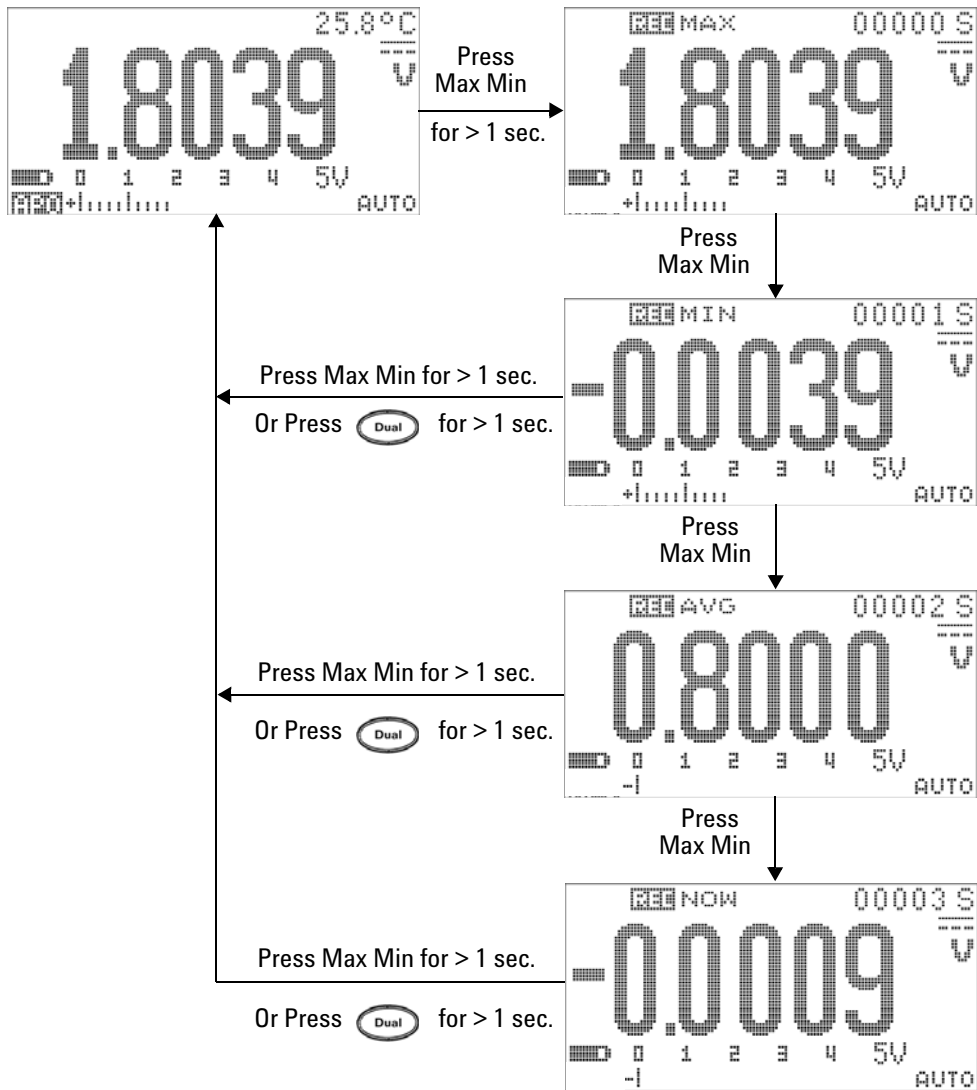 25.8°C
1.8039 V
0 1 2 3 4 5V
APO AUTO
Press
Max Min
for > 1 sec.
REC MAX 00000 S
1.8039 V
0 1 2 3 4 5V
AUTO
Press
Max Min
REC MIN 00001 S
-0.0039 V
0 1 2 3 4 5V
AUTO
Press Max Min for > 1 sec.
Or Press Dual for > 1 sec.
Press
Max Min
REC AVG 00002 S
0.8000 V
0 1 2 3 4 5V
AUTO
Press Max Min for > 1 sec.
Or Press Dual for > 1 sec.
Press
Max Min
REC NOW 00003 S
-0.0009 V
0 1 2 3 4 5V
AUTO
Press Max Min for > 1 sec.
Or Press Dual for > 1 sec.